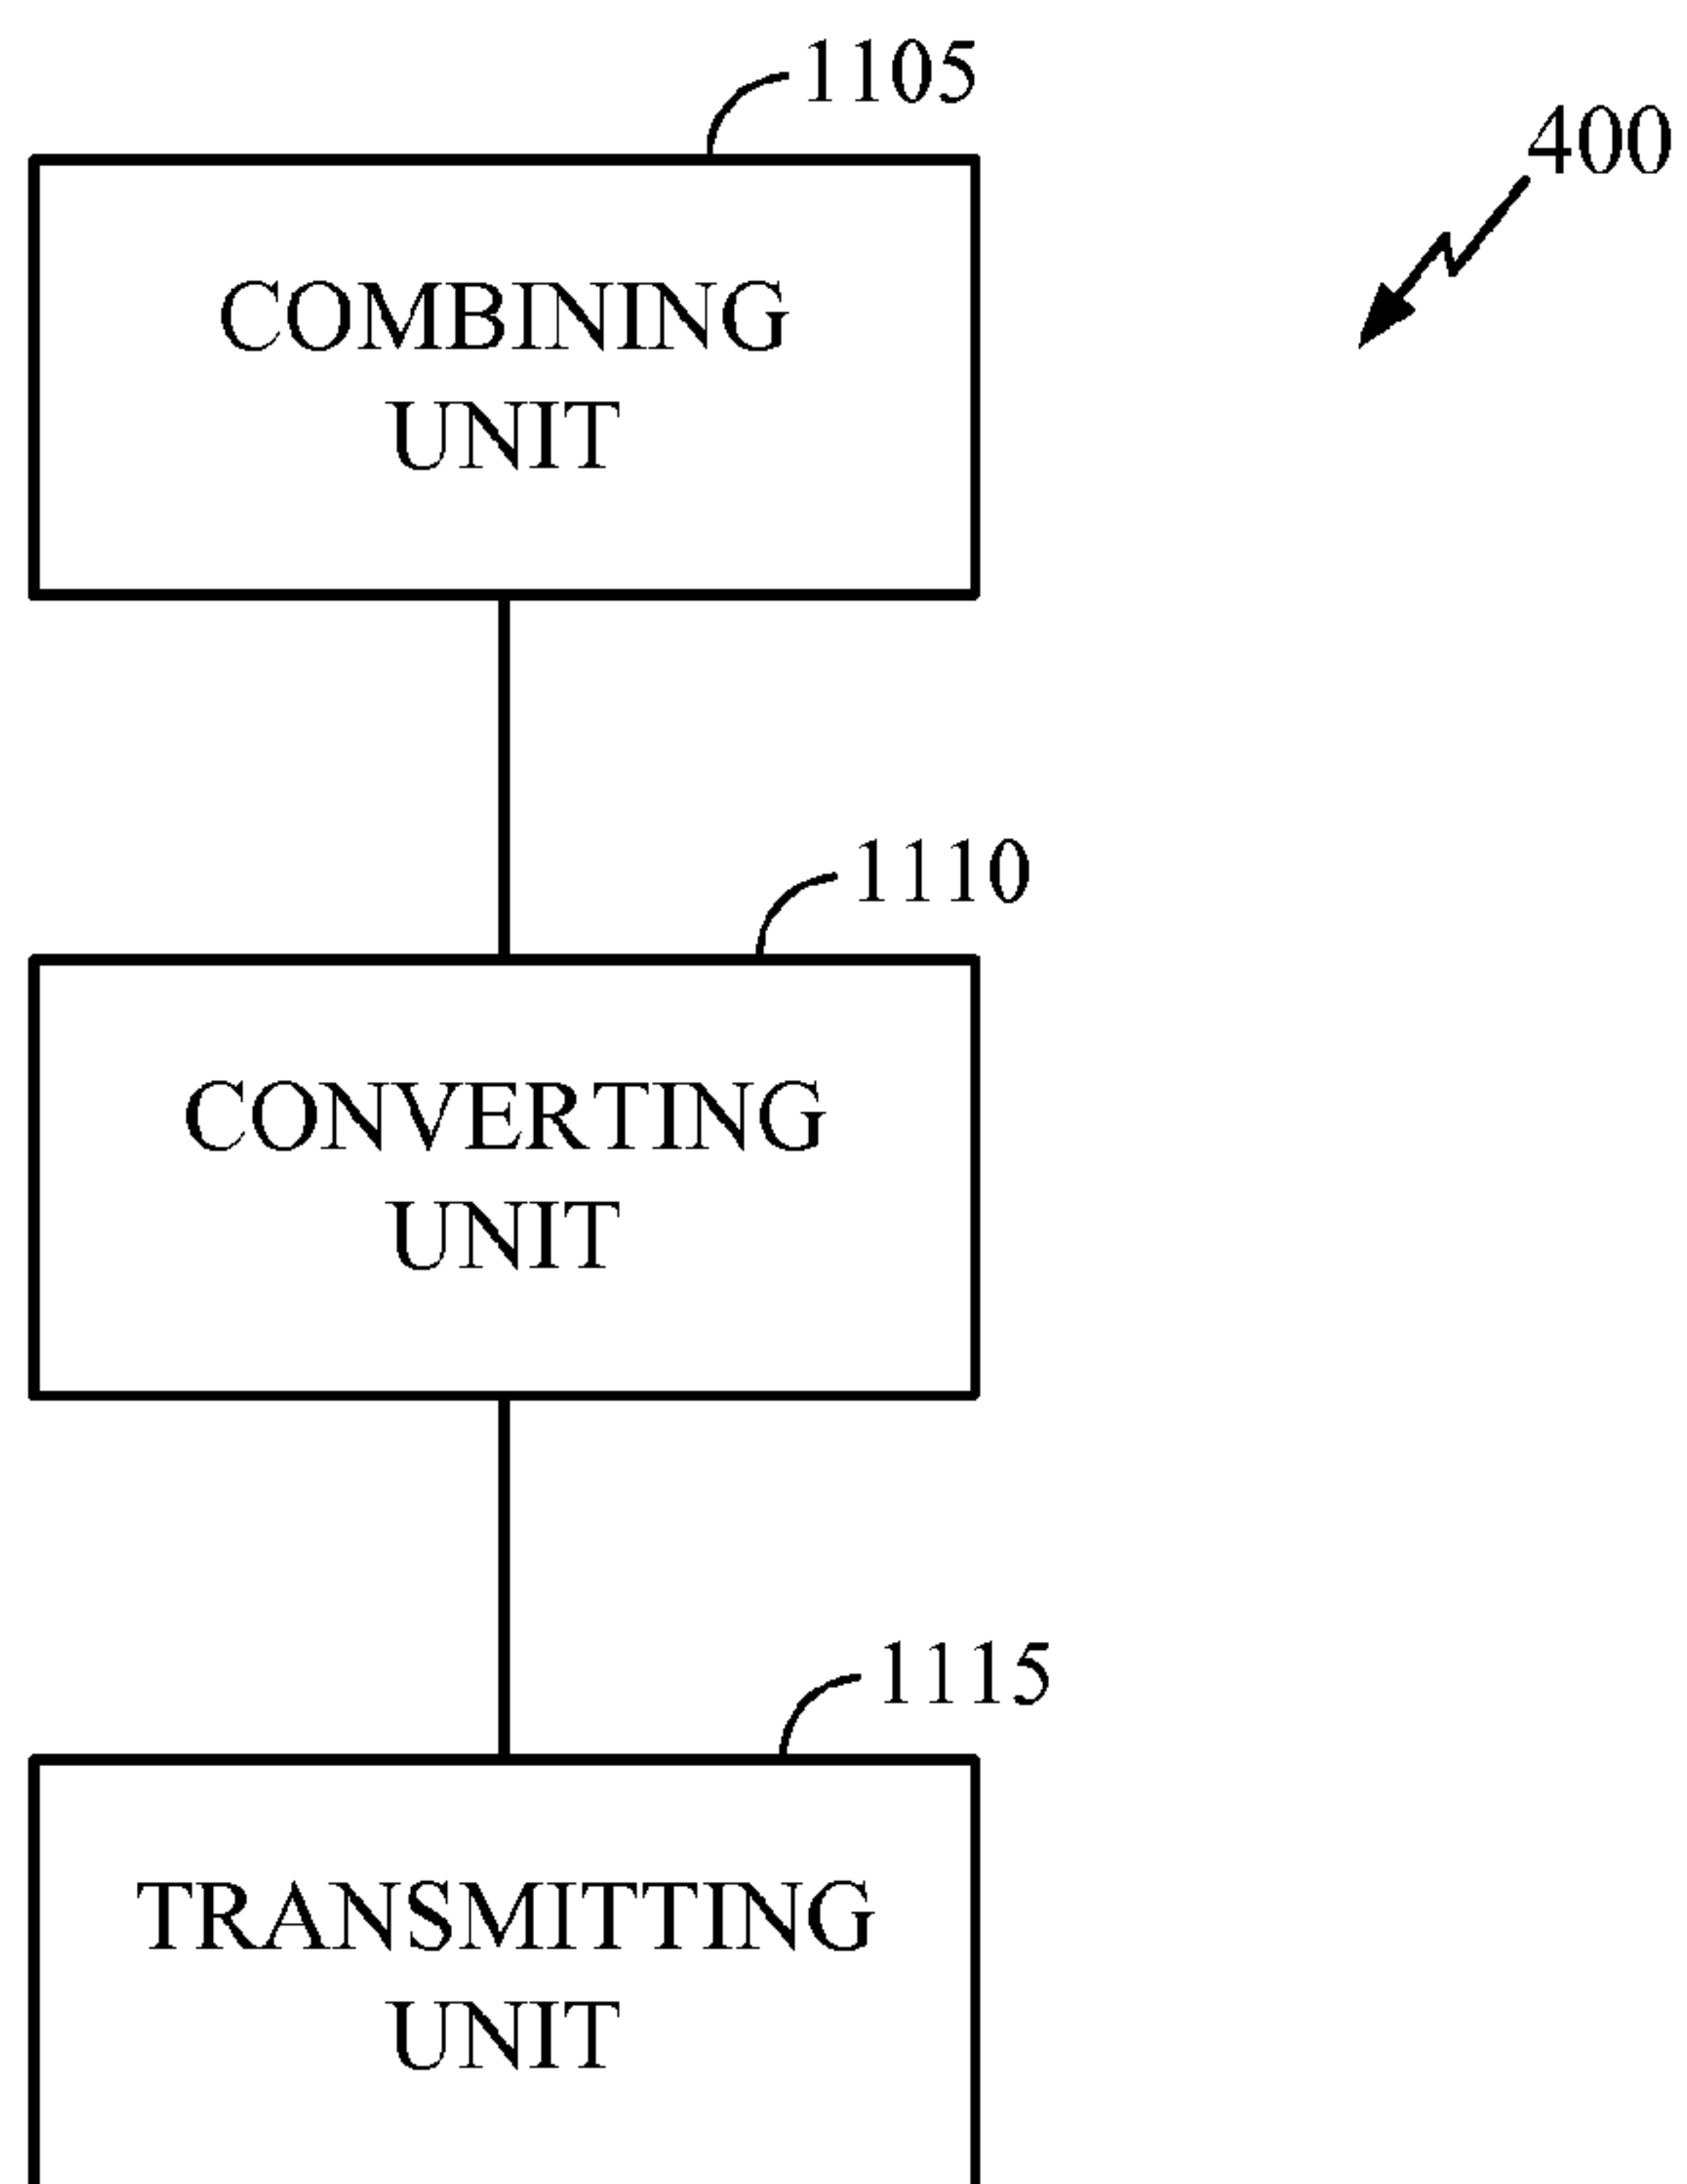 1105
400
COMBINING
UNIT
1110
CONVERTING
UNIT
1115
TRANSMITTING
UNIT